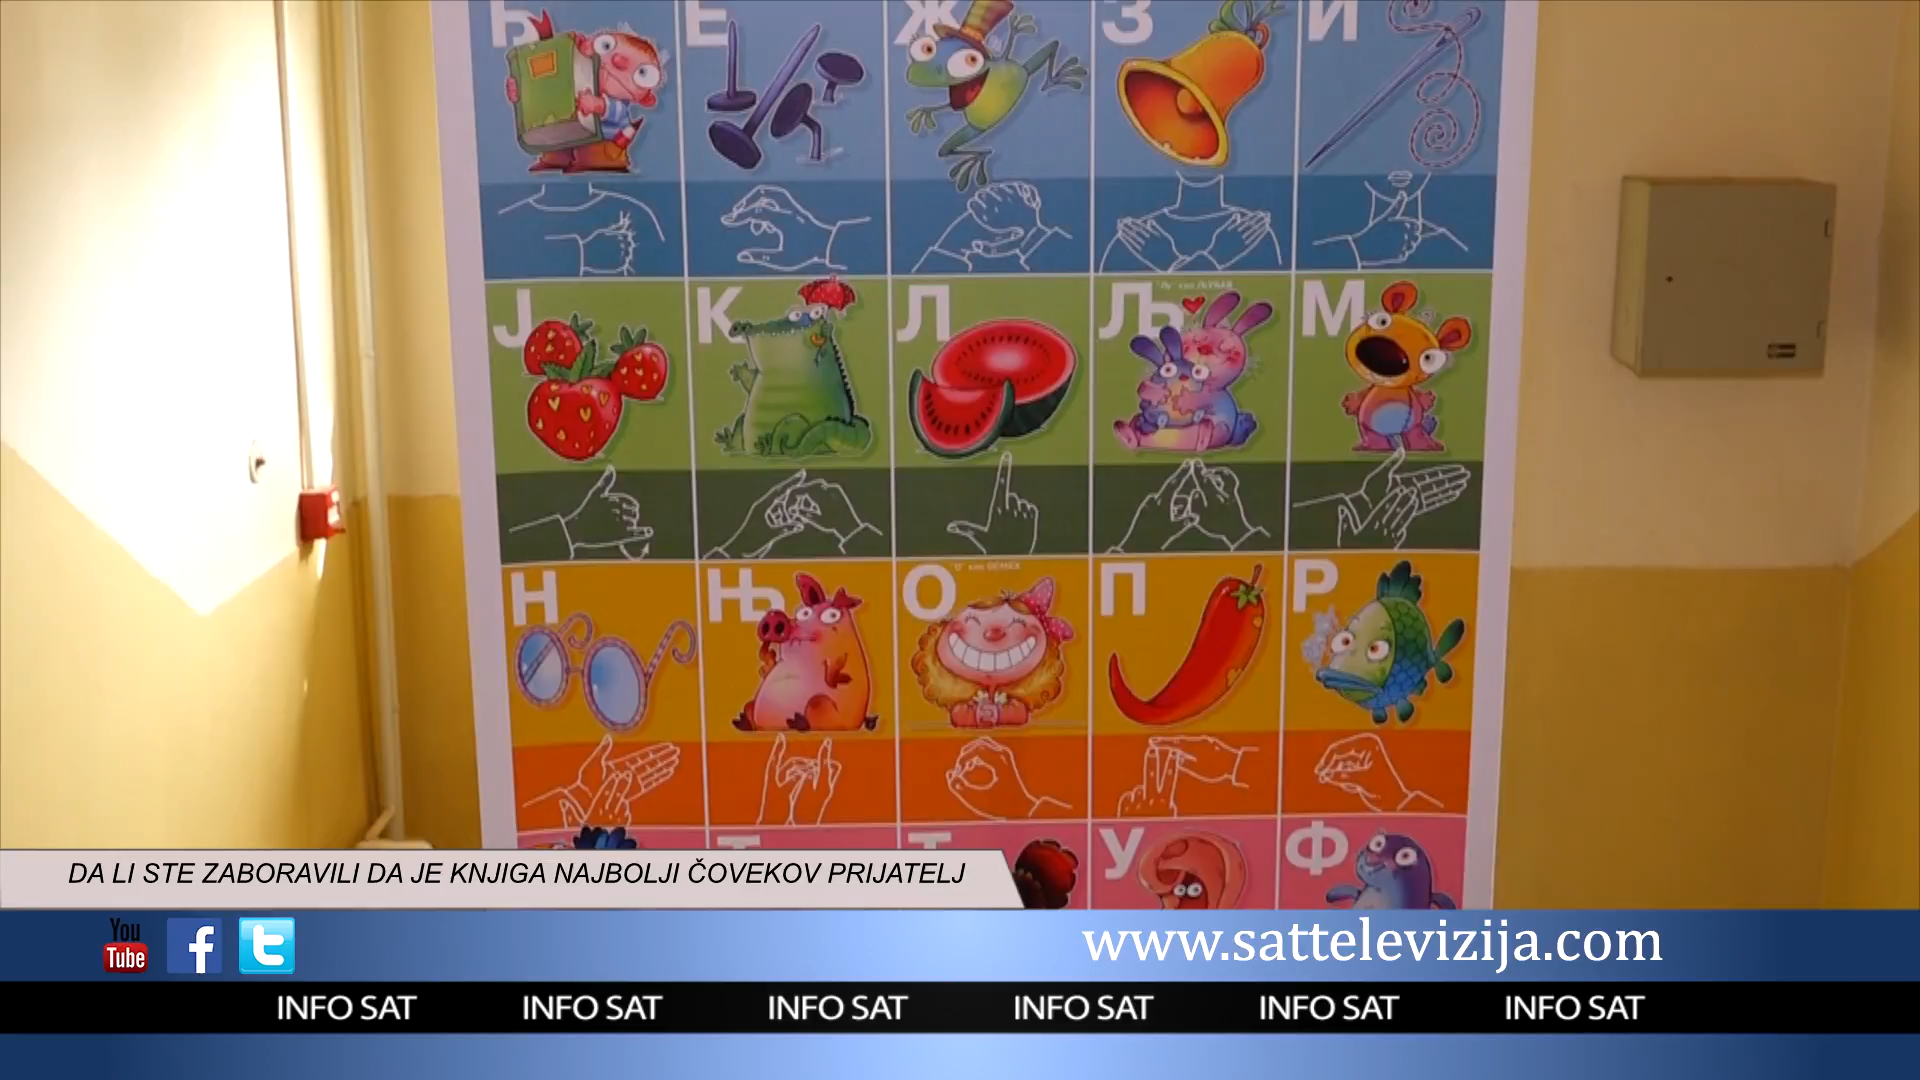 Ђ Е Ж З И
Ј К Л Љ М
Н Њ О П Р
У Ф
DA LI STE ZABORAVILI DA JE KNJIGA NAJBOLJI ČOVEKOV PRIJATELJ
You
Tube
www.sattelevizija.com
INFO SAT INFO SAT INFO SAT INFO SAT INFO SAT INFO SAT